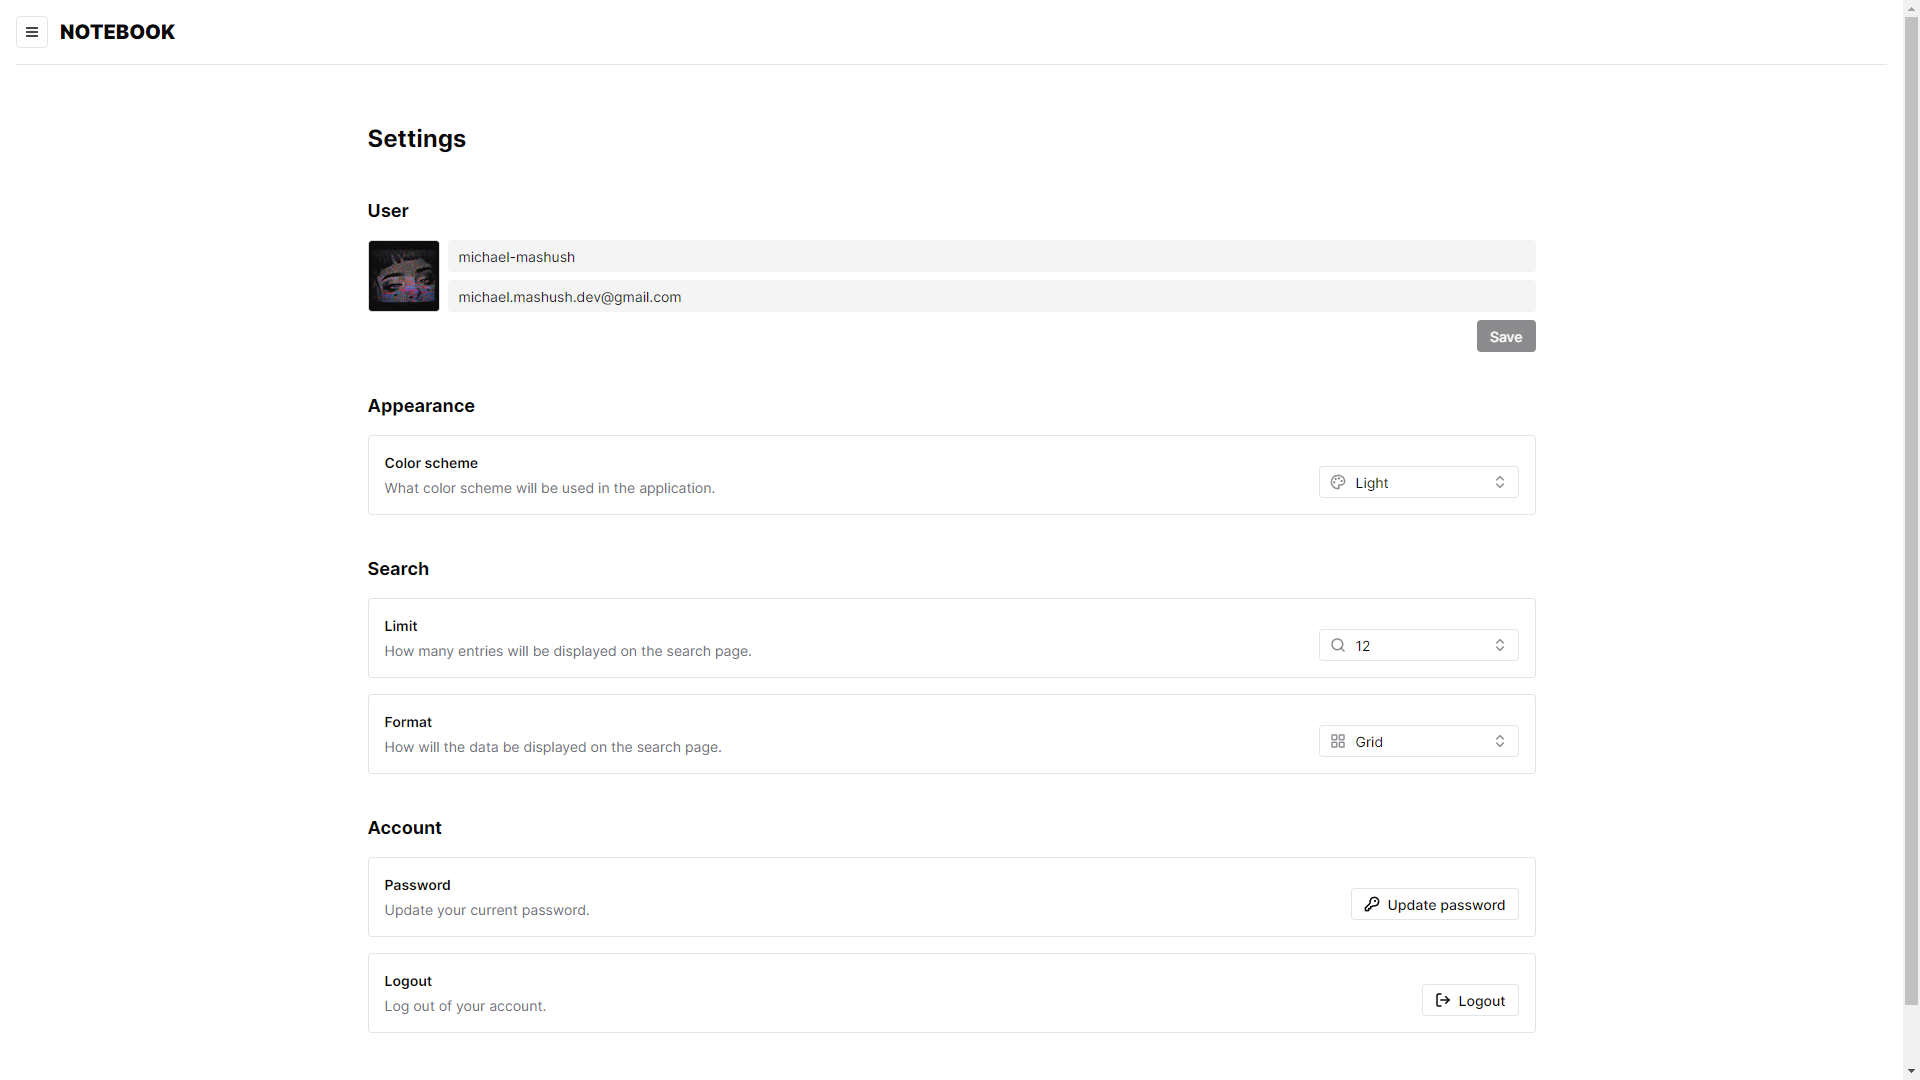 NOTEBOOK
Settings
User
michael-mashush
michael.mashush.dev@gmail.com
Save
Appearance
Color scheme
What color scheme will be used in the application.
Light
Search
Limit
How many entries will be displayed on the search page.
12
Format
How will the data be displayed on the search page.
Grid
Account
Password
Update your current password.
Update password
Logout
Log out of your account.
Logout